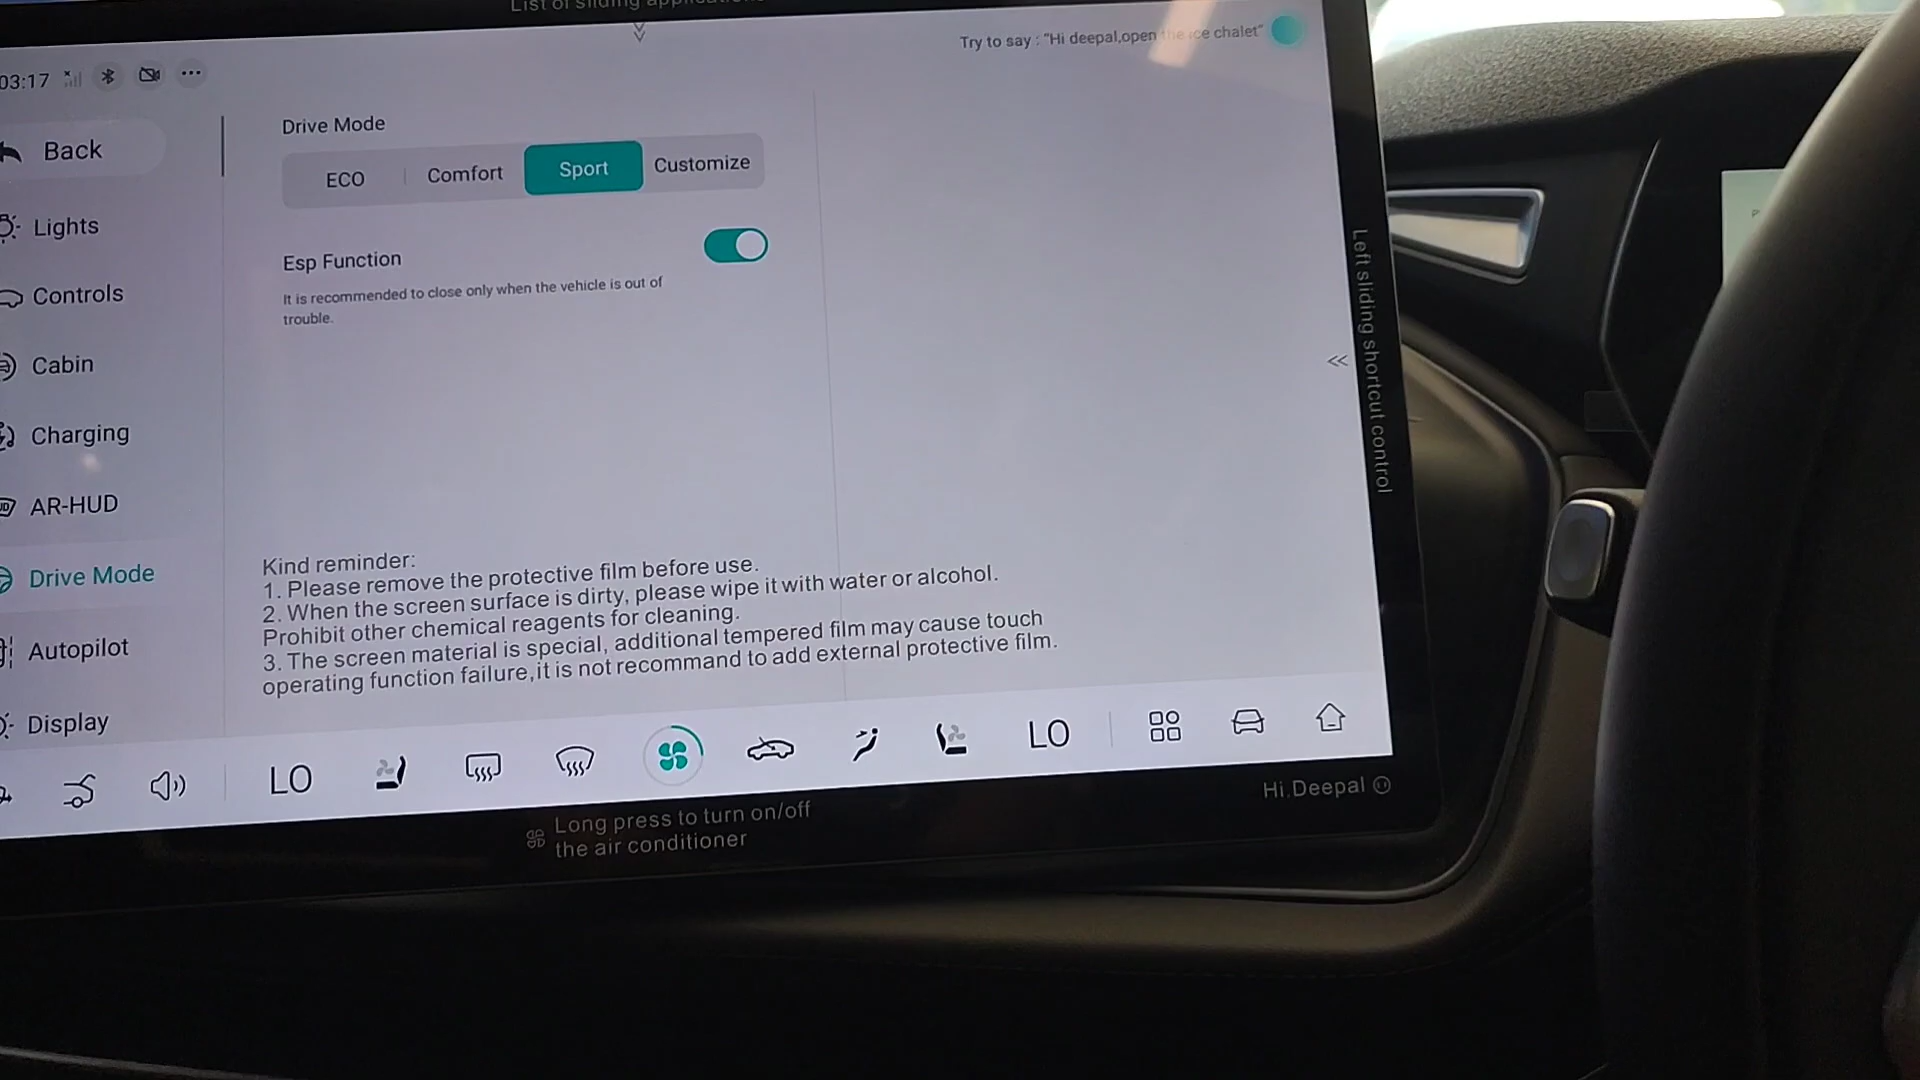 List of sliding
Try to say : "Hi deepal,open the ice chalet"
03:17
Back
Lights
Controls
Cabin
Charging
AR-HUD
Drive Mode
Autopilot
Display
Drive Mode
ECO
Comfort
Sport
Customize
Esp Function
It is recommended to close only when the vehicle is out of
trouble.
Kind reminder:
1. Please remove the protective film before use.
2. When the screen surface is dirty, please wipe it with water or alcohol.
Prohibit other chemical reagents for cleaning.
3. The screen material is special, additional tempered film may cause touch
operating function failure,it is not recommand to add external protective film.
LO
LO
Left sliding shortcut control
Long press to turn on/off
the air conditioner
Hi.Deepal